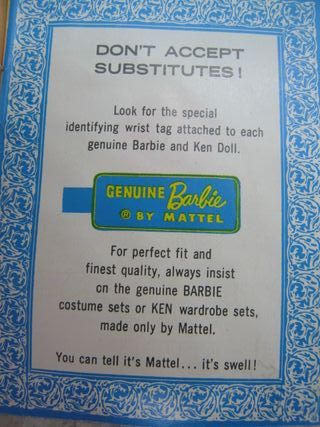 DON'T ACCEPT
SUBSTITUTES!
Look for the special
identifying wrist tag attached to each
genuine Barbie and Ken Doll.
GENUINE Barbie
® BY MATTEL
For perfect fit and
finest quality, always insist
on the genuine BARBIE
costume sets or KEN wardrobe sets,
made only by Mattel.
You can tell it's Mattel... it's swell!